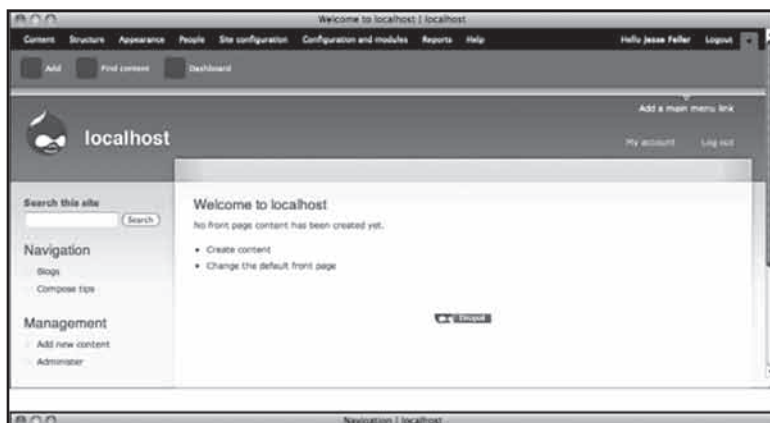 Welcome to localhost | localhost
Content Structure Appearance People Site configuration Configuration and modules Reports Help Hello Jesse Feiler Logout
Add Find content Dashboard
Add a main menu link
localhost
My account Log out
Search this site
Search
Navigation
Blogs
Compose tips
Management
Add new content
Administer
Welcome to localhost
No front page content has been created yet.
• Create content
• Change the default front page
Drupal
Navigation | localhost